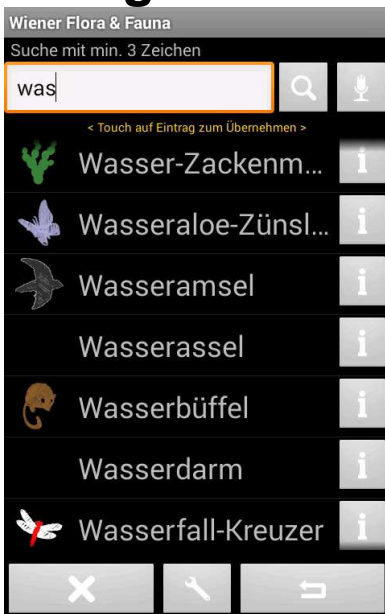 Wiener Flora & Fauna
Suche mit min. 3 Zeichen
was
< Touch auf Eintrag zum Übernehmen >
Wasser-Zackenm...
Wasseraloe-Zünsl...
Wasseramsel
Wasserassel
Wasserbüffel
Wasserdarm
Wasserfall-Kreuzer